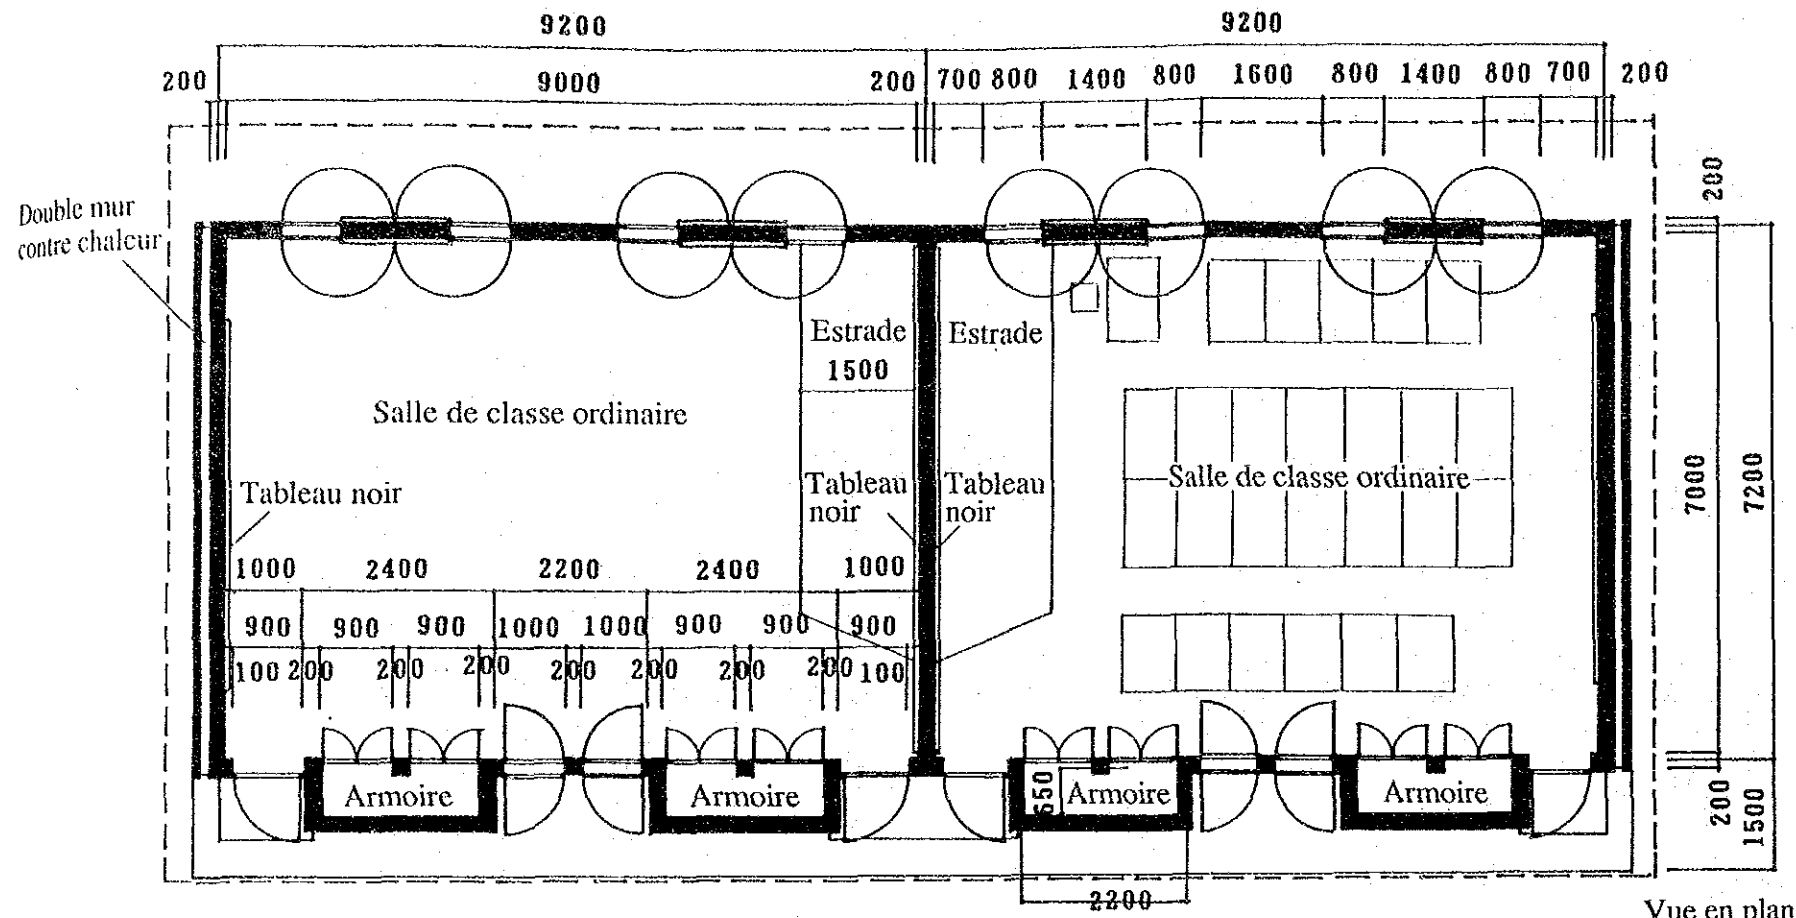 9200 9200
200 9000 200 700 800 1400 800 1600 800 1400 800 700 200
200
Double mur
contre chaleur
Estrade Estrade
1500
Salle de classe ordinaire
Salle de classe ordinaire
Tableau noir
Tableau
noir
Tableau
noir
7000 7200
1000 2400 2200 2400 1000
900 900 900 1000 1000 900 900 900
100 200 200 200 200 200 200 200 100
Armoire Armoire 650 Armoire Armoire
200 1500
2200
Vue en plan